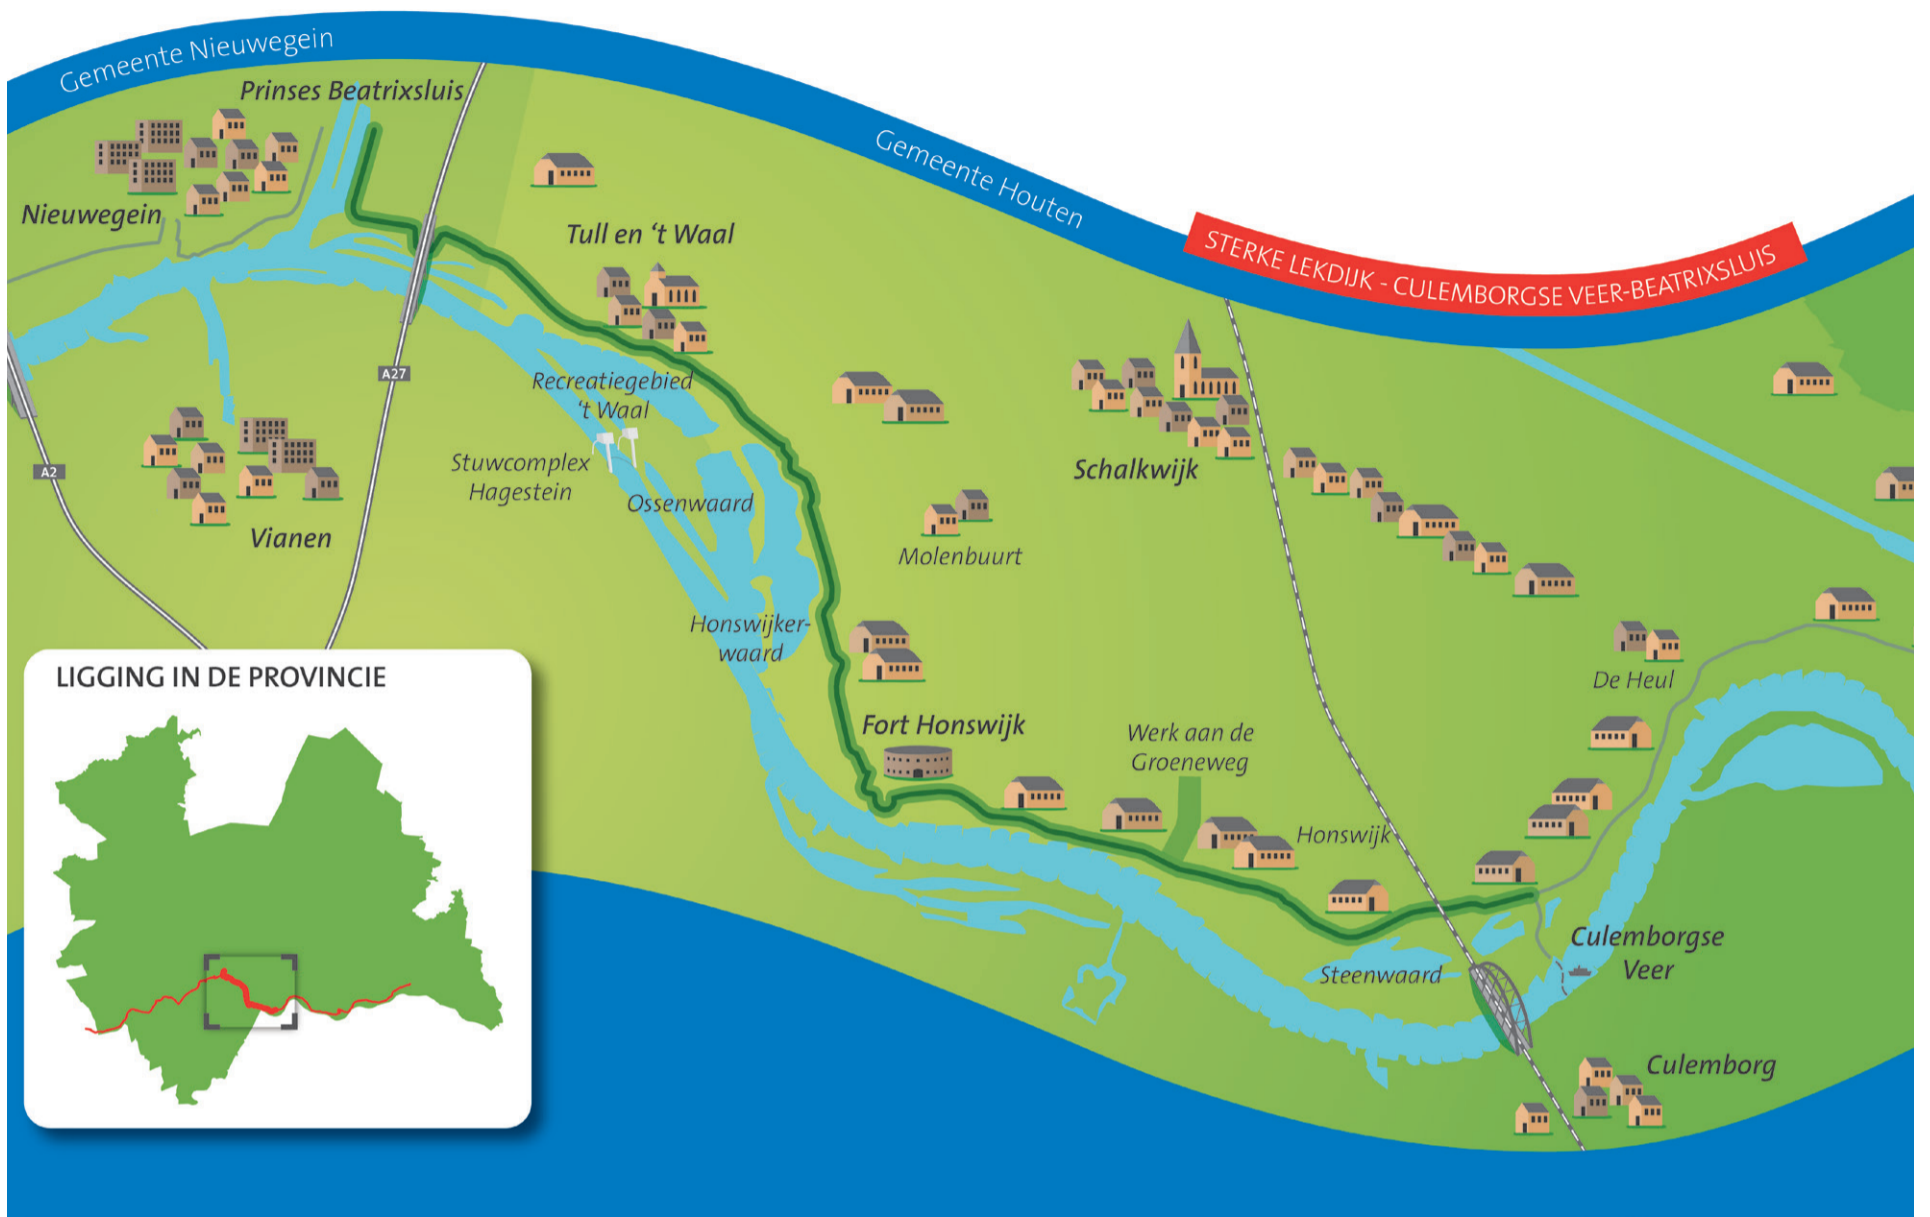 Gemeente Nieuwegein
Prinses Beatrixsluis
Gemeente Houten
Nieuwegein
Tull en ‘t Waal
STERKE LEKDIJK - CULEMBORGSE VEER-BEATRIXSLUIS
A27
Recreatiegebied
‘t Waal
A2
Stuwcomplex
Hagestein
Ossenwaard
Schalkwijk
Vianen
Molenbuurt
Honswijker-
waard
De Heul
LIGGING IN DE PROVINCIE
Fort Honswijk
Werk aan de
Groeneweg
Honswijk
Culemborgse
Veer
Steenwaard
Culemborg